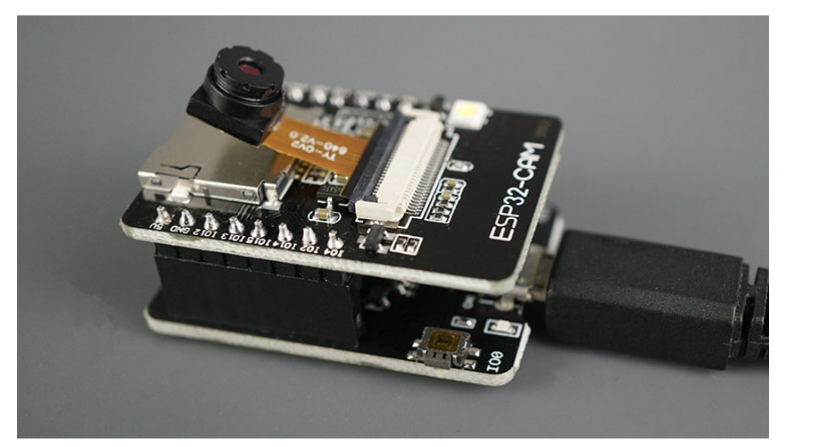 TY-OV2
640-V2.0
ESP32-CAM
5V GND IO12 IO13 IO15 IO14 IO2 IO4
IO0